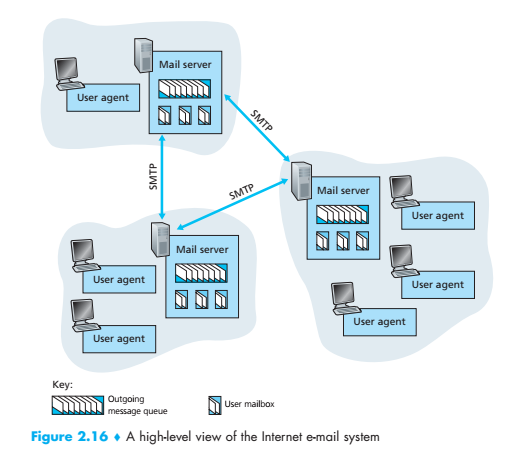 Mail server
User agent
SMTP
SMTP
SMTP
Mail server
User agent
Mail server
User agent
User agent
User agent
User agent
Key:
Outgoing
message queue
User mailbox
Figure 2.16 ♦ A high-level view of the Internet e-mail system